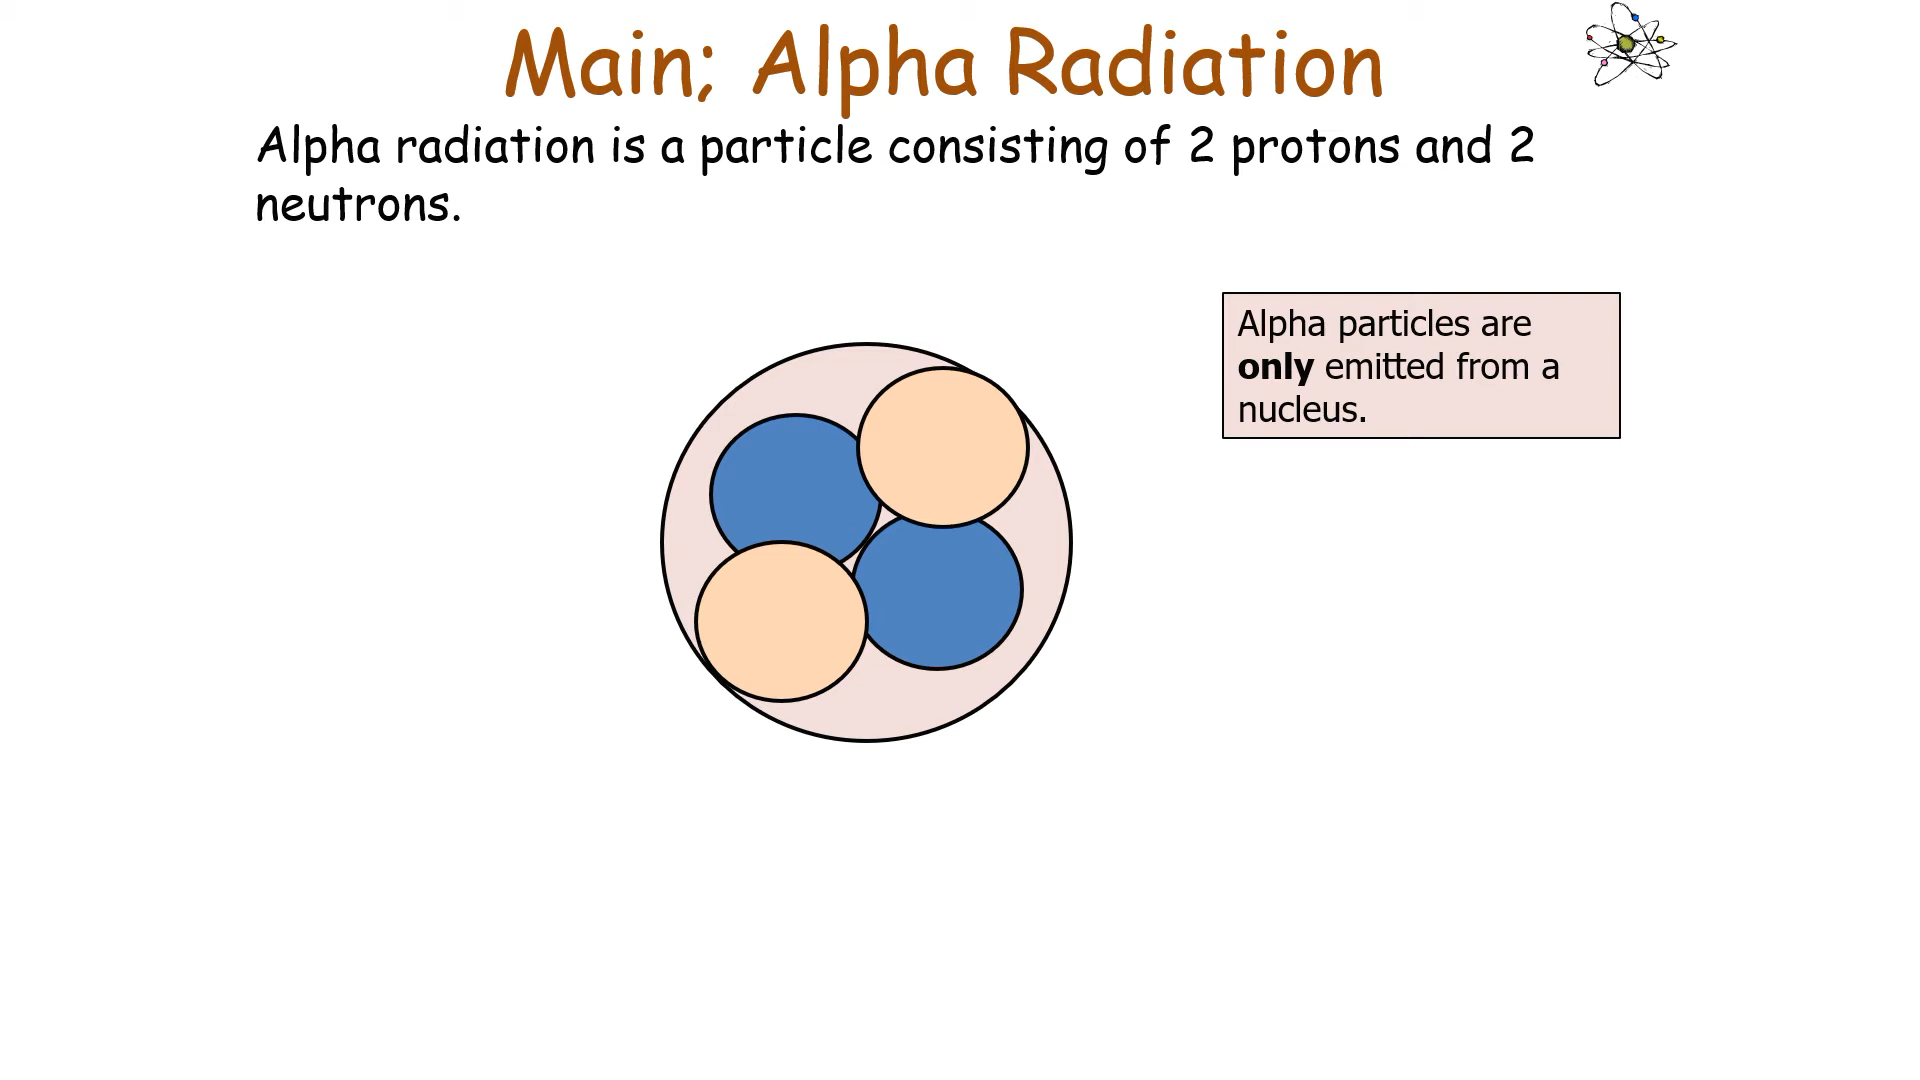 Main; Alpha Radiation
Alpha radiation is a particle consisting of 2 protons and 2
neutrons.
Alpha particles are
only emitted from a
nucleus.